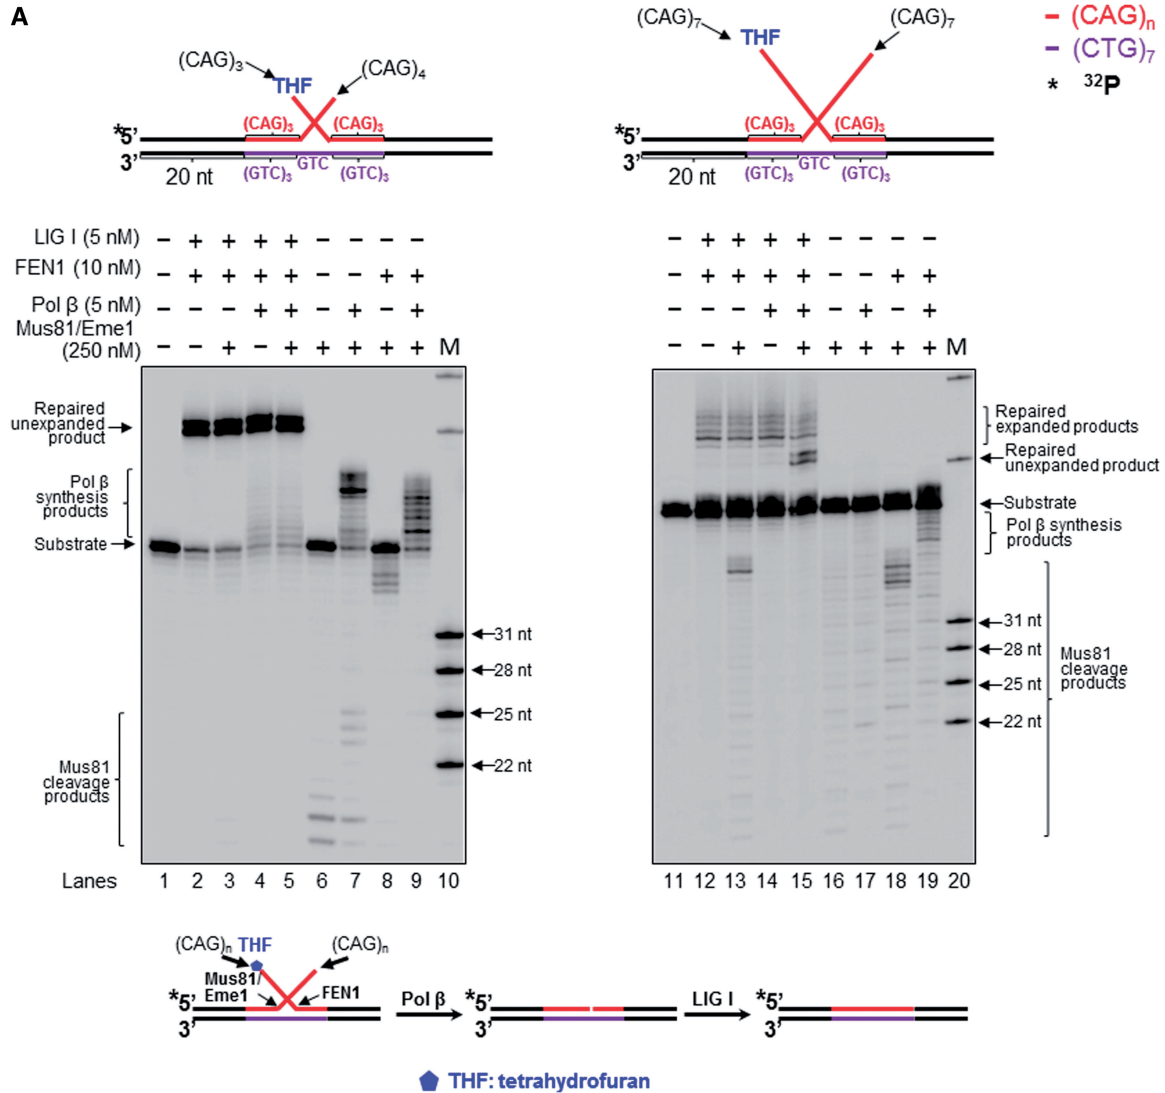 A
(CAG)7 THF (CAG)7
(CAG)3 THF (CAG)4
(CAG)n
(CTG)7
* 32P
*5’ (CAG)3 (CAG)3
3’ GTC
20 nt (GTC)3 (GTC)3
*5’ (CAG)3 (CAG)3
3’ GTC
20 nt (GTC)3 (GTC)3
LIG I (5 nM) – + + + + – – – –
FEN1 (10 nM) – + + + + – – + +
Pol β (5 nM) – – – + + – + – +
Mus81/Eme1
(250 nM) – – + – + + + + + M
– + + + + – – – –
– + + + + – – + +
– – – + + – – – +
– – + – + + + + + M
Repaired
unexpanded
product
Pol β
synthesis
products
Substrate
Mus81
cleavage
products
31 nt
28 nt
25 nt
22 nt
Repaired
expanded products
Repaired
unexpanded product
Substrate
Pol β synthesis
products
31 nt
28 nt
25 nt
22 nt
Mus81
cleavage
products
Lanes 1 2 3 4 5 6 7 8 9 10
11 12 13 14 15 16 17 18 19 20
(CAG)n THF (CAG)n
Mus81/
Eme1 FEN1
*5’
3’
Pol β
*5’
3’
LIG I
*5’
3’
THF: tetrahydrofuran